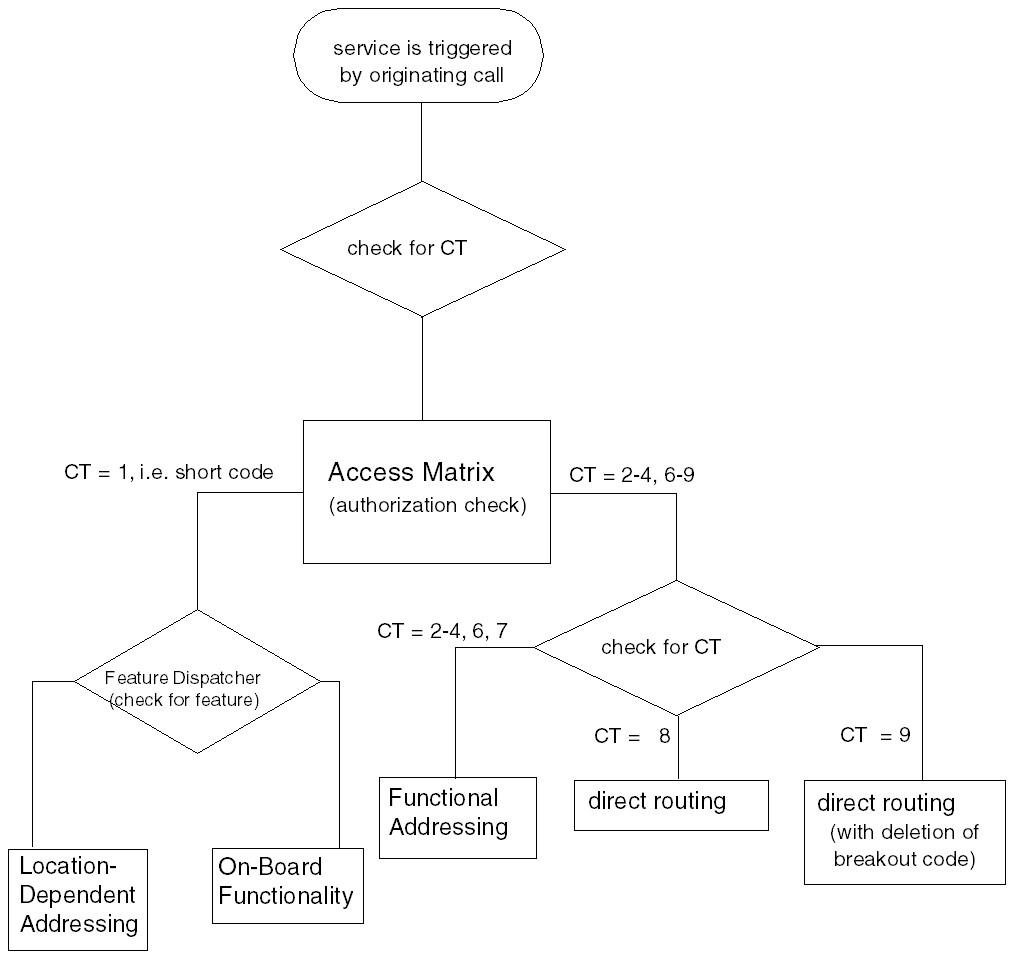 service is triggered
by originating call
check for CT
CT = 1, i.e. short code
Access Matrix
(authorization check)
CT = 2-4, 6-9
CT = 2-4, 6, 7
check for CT
Feature Dispatcher
(check for feature)
CT = 8
CT = 9
Functional
Addressing
direct routing
direct routing
(with deletion of
breakout code)
Location-
Dependent
Addressing
On-Board
Functionality